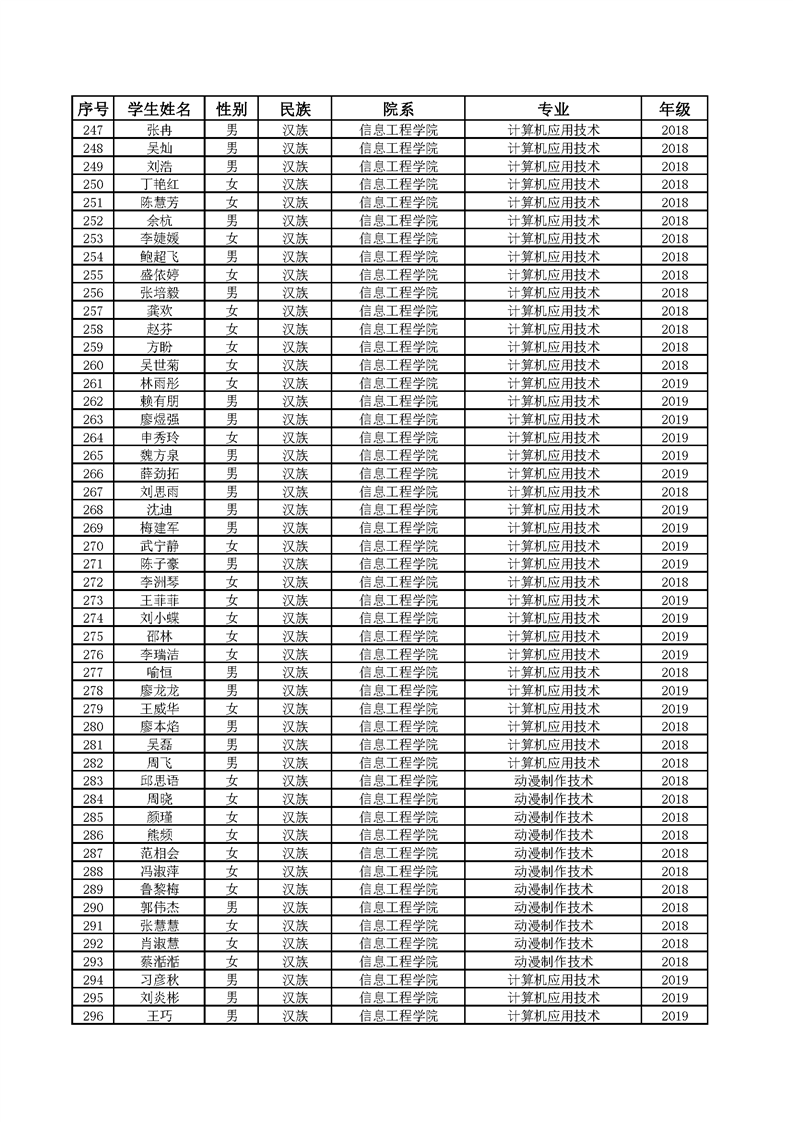 序号 学生姓名 性别 民族 院系 专业 年级
247 张冉 男 汉族 信息工程学院 计算机应用技术 2018
248 吴灿 男 汉族 信息工程学院 计算机应用技术 2018
249 刘浩 男 汉族 信息工程学院 计算机应用技术 2018
250 丁艳红 女 汉族 信息工程学院 计算机应用技术 2018
251 陈慧芳 女 汉族 信息工程学院 计算机应用技术 2018
252 余杭 男 汉族 信息工程学院 计算机应用技术 2018
253 李婕媛 女 汉族 信息工程学院 计算机应用技术 2018
254 鲍超飞 男 汉族 信息工程学院 计算机应用技术 2018
255 盛依婷 女 汉族 信息工程学院 计算机应用技术 2018
256 张培毅 男 汉族 信息工程学院 计算机应用技术 2018
257 龚欢 女 汉族 信息工程学院 计算机应用技术 2018
258 赵芬 女 汉族 信息工程学院 计算机应用技术 2018
259 方盼 女 汉族 信息工程学院 计算机应用技术 2018
260 吴世菊 女 汉族 信息工程学院 计算机应用技术 2018
261 林雨彤 女 汉族 信息工程学院 计算机应用技术 2019
262 赖有朋 男 汉族 信息工程学院 计算机应用技术 2019
263 廖煜强 男 汉族 信息工程学院 计算机应用技术 2019
264 申秀玲 女 汉族 信息工程学院 计算机应用技术 2019
265 魏方泉 男 汉族 信息工程学院 计算机应用技术 2019
266 薛劲拓 男 汉族 信息工程学院 计算机应用技术 2019
267 刘思雨 男 汉族 信息工程学院 计算机应用技术 2018
268 沈迪 男 汉族 信息工程学院 计算机应用技术 2019
269 梅建军 男 汉族 信息工程学院 计算机应用技术 2019
270 武宁静 女 汉族 信息工程学院 计算机应用技术 2019
271 陈子豪 男 汉族 信息工程学院 计算机应用技术 2019
272 李洲琴 女 汉族 信息工程学院 计算机应用技术 2018
273 王菲菲 女 汉族 信息工程学院 计算机应用技术 2019
274 刘小蝶 女 汉族 信息工程学院 计算机应用技术 2019
275 邵林 女 汉族 信息工程学院 计算机应用技术 2019
276 李瑞洁 女 汉族 信息工程学院 计算机应用技术 2019
277 喻恒 男 汉族 信息工程学院 计算机应用技术 2018
278 廖龙龙 男 汉族 信息工程学院 计算机应用技术 2019
279 王威华 女 汉族 信息工程学院 计算机应用技术 2019
280 廖本焰 男 汉族 信息工程学院 计算机应用技术 2019
281 吴磊 男 汉族 信息工程学院 计算机应用技术 2018
282 周飞 男 汉族 信息工程学院 计算机应用技术 2018
283 邱思语 女 汉族 信息工程学院 动漫制作技术 2018
284 周晓 女 汉族 信息工程学院 动漫制作技术 2018
285 颜瑾 女 汉族 信息工程学院 动漫制作技术 2018
286 熊频 女 汉族 信息工程学院 动漫制作技术 2018
287 范相会 女 汉族 信息工程学院 动漫制作技术 2018
288 冯淑萍 女 汉族 信息工程学院 动漫制作技术 2018
289 鲁黎梅 女 汉族 信息工程学院 动漫制作技术 2018
290 郭伟杰 男 汉族 信息工程学院 动漫制作技术 2018
291 张慧慧 女 汉族 信息工程学院 动漫制作技术 2018
292 肖淑慧 女 汉族 信息工程学院 动漫制作技术 2018
293 蔡湉湉 女 汉族 信息工程学院 动漫制作技术 2018
294 习彦秋 男 汉族 信息工程学院 计算机应用技术 2019
295 刘炎彬 男 汉族 信息工程学院 计算机应用技术 2019
296 王巧 男 汉族 信息工程学院 计算机应用技术 2019